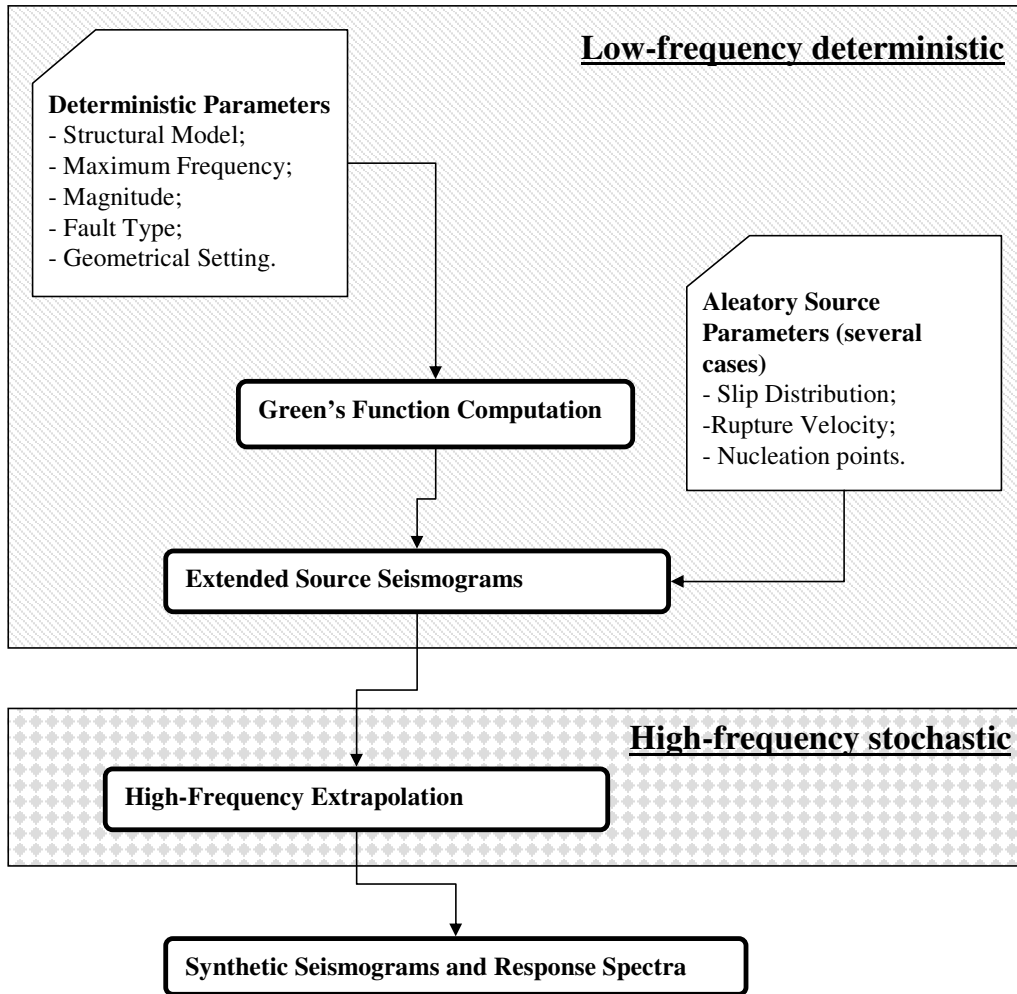 Low-frequency deterministic
Deterministic Parameters
- Structural Model;
- Maximum Frequency;
- Magnitude;
- Fault Type;
- Geometrical Setting.
Aleatory Source
Parameters (several
cases)
- Slip Distribution;
-Rupture Velocity;
- Nucleation points.
Green's Function Computation
Extended Source Seismograms
High-frequency stochastic
High-Frequency Extrapolation
Synthetic Seismograms and Response Spectra